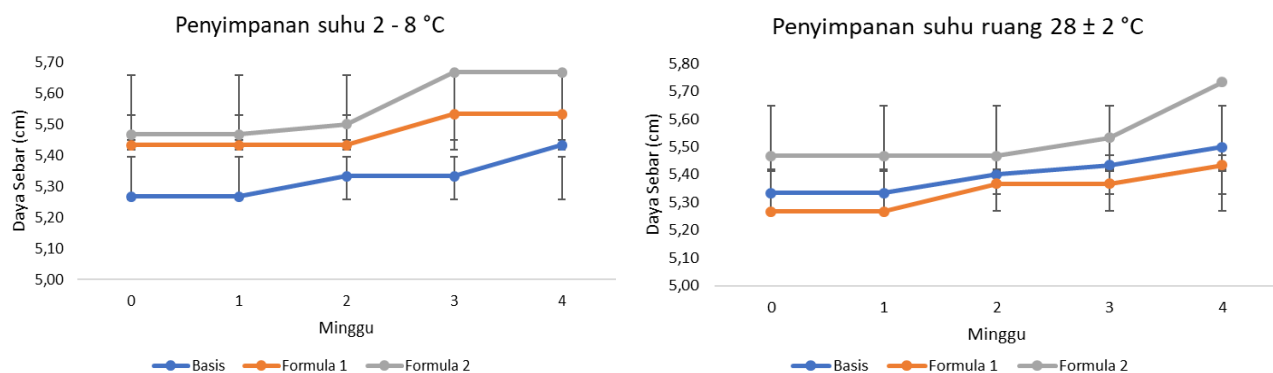 Penyimpanan suhu 2 - 8 °C
Daya Sebar (cm)
5,70
5,60
5,50
5,40
5,30
5,20
5,10
5,00
0 1 2 3 4
Minggu
Basis Formula 1 Formula 2
Penyimpanan suhu ruang 28 ± 2 °C
Daya Sebar (cm)
5,80
5,70
5,60
5,50
5,40
5,30
5,20
5,10
5,00
0 1 2 3 4
Minggu
Basis Formula 1 Formula 2